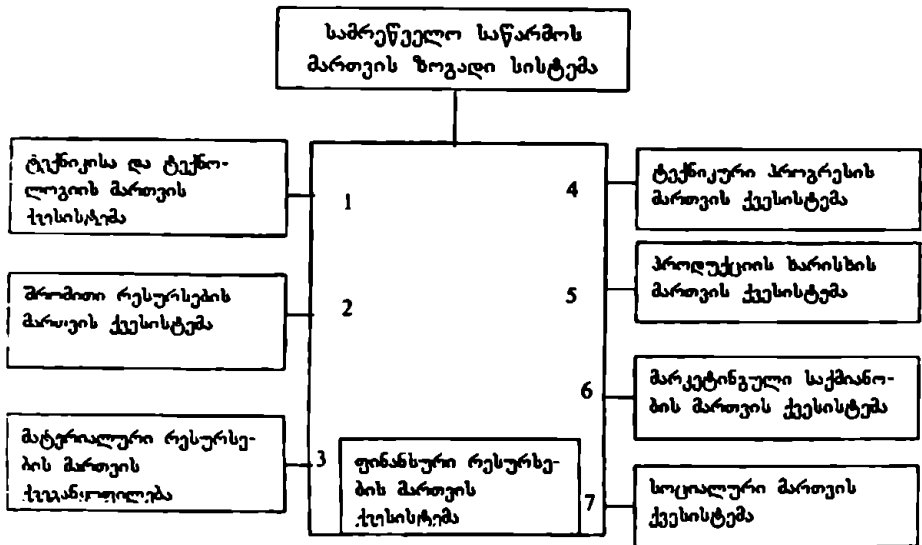 სამრეწველო საწარმოს
მართვის ზოგადი სისტემა
ტექნიკისა და ტექნო-
ლოგიის მართვის
ქვესისტემა
1
შრომითი რესურსების
მართვის ქვესისტემა
2
მატერიალური რესურსე-
ბის მართვის
ქვეგანყოფილება
3
ფინანსური რესურსე-
ბის მართვის
ქვესისტემა
4
ტექნიკური პროგრესის
მართვის ქვესისტემა
5
პროდუქციის ხარისხის
მართვის ქვესისტემა
6
მარკეტინგული საქმიანო-
ბის მართვის ქვესისტემა
7
სოციალური მართვის
ქვესისტემა